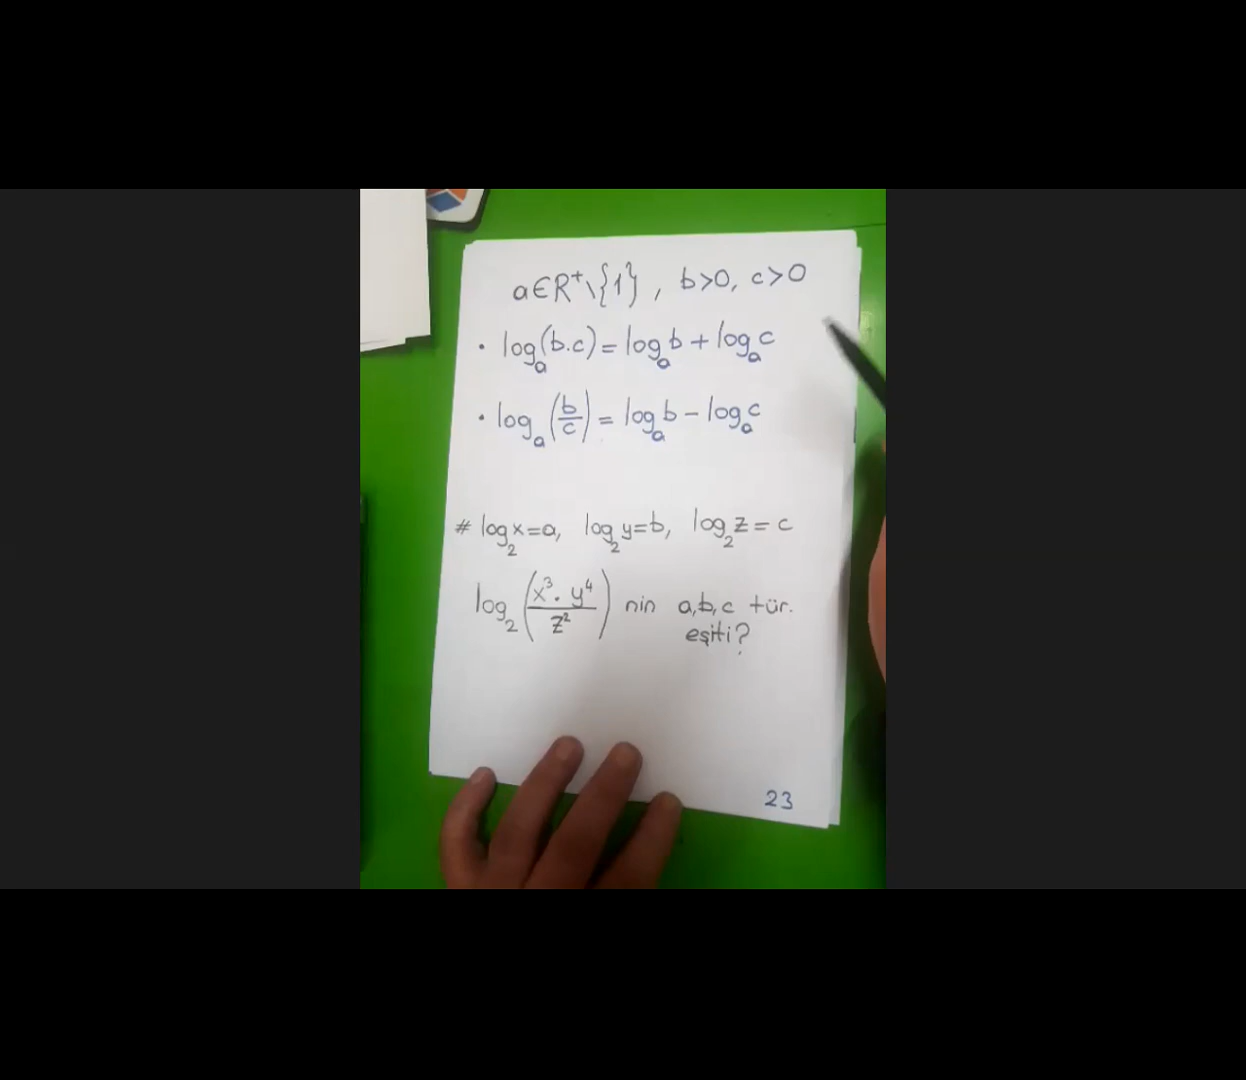 a∈R⁺\{1}, b>0, c>0
• logₐ(b.c) = logₐb + logₐc
• logₐ(b/c) = logₐb - logₐc
# log₂x=a, log₂y=b, log₂z=c
log₂(x³.y⁴/z²) nin a,b,c tür.
eşiti?
23